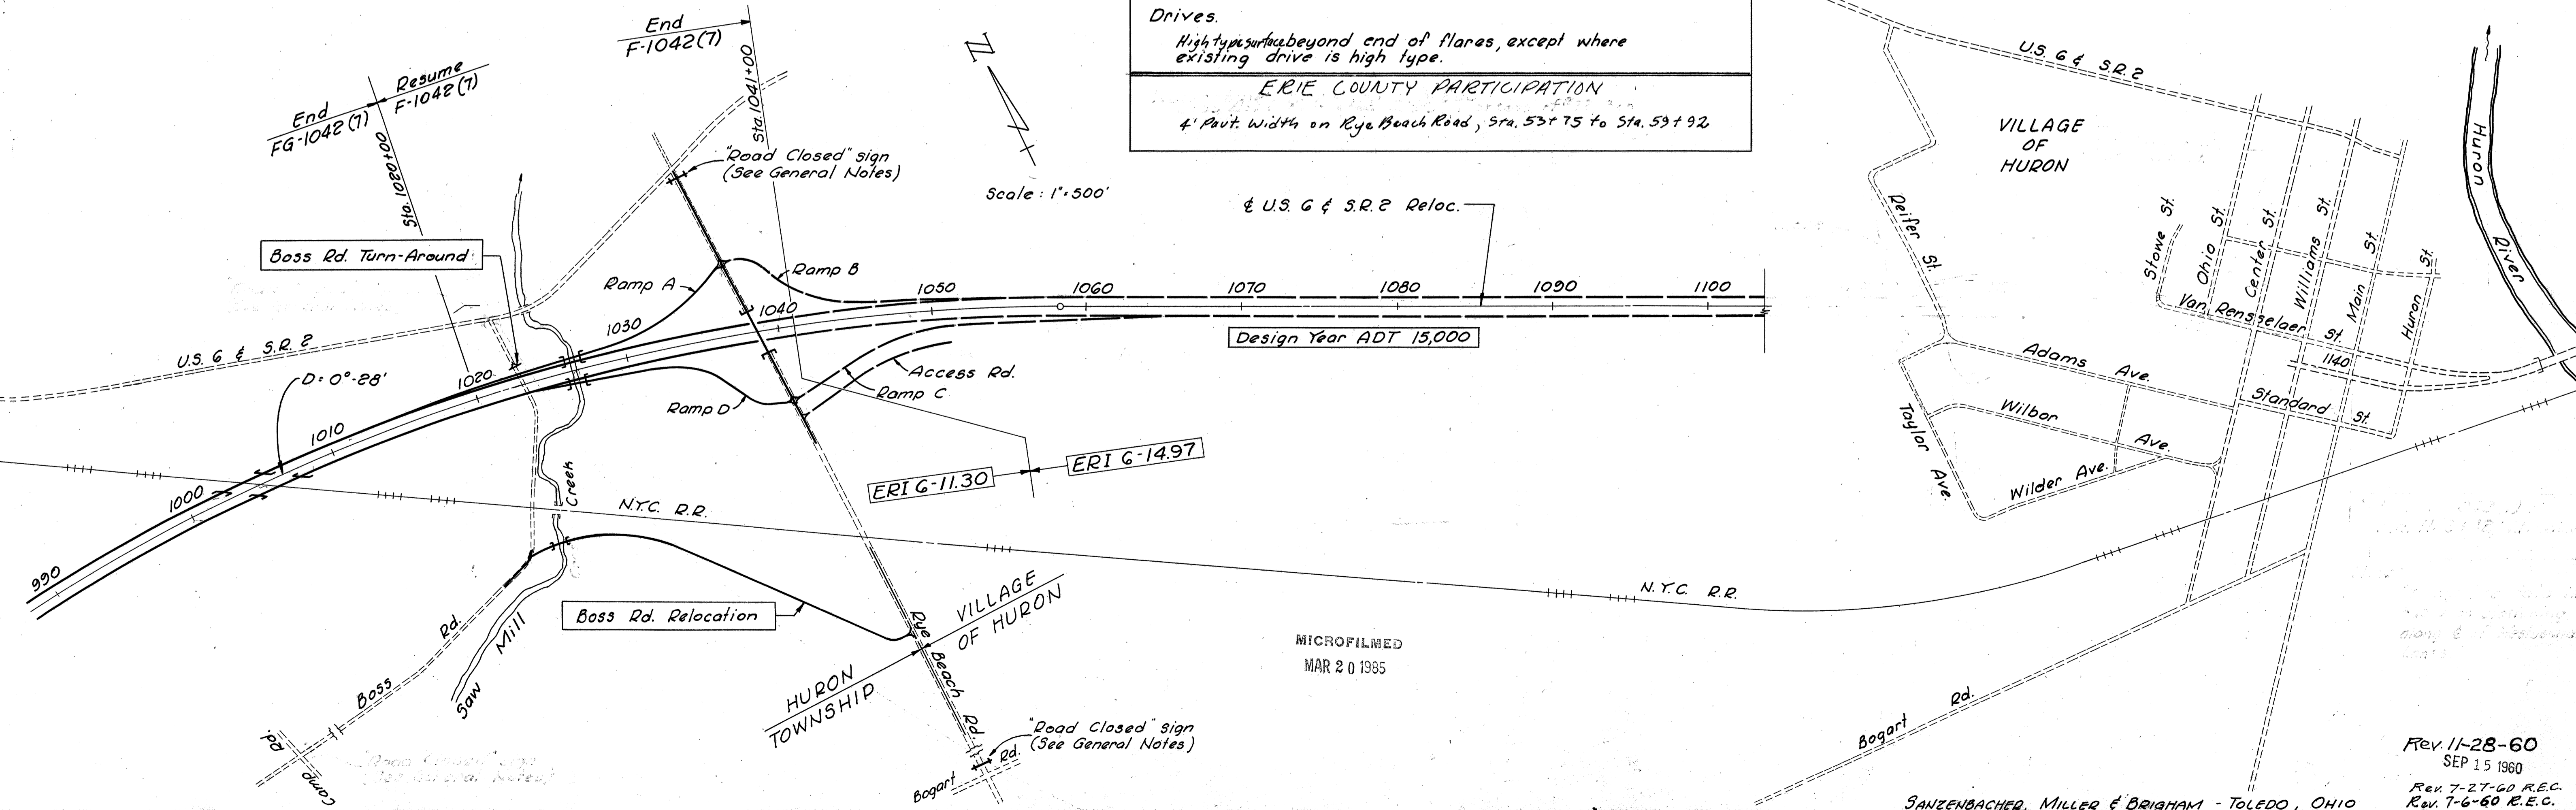 End
F-1042(7)
Sta. 1041+00
Resume
F-1042(7)
End
FG-1042(7)
Sta. 1020+00
Drives.
High type surface beyond end of flares, except where
existing drive is high type.
ERIE COUNTY PARTICIPATION
4' Pavt. Width on Rye Beach Road, Sta. 53+75 to Sta. 59+92
N
Scale: 1"=500'
"Road Closed" sign
(See General Notes)
Boss Rd. Turn-Around
Ramp A
Ramp B
℄ U.S. 6 & S.R. 2 Reloc.
990
1000
1010
1020
1030
1040
1050
1060
1070
1080
1090
1100
Design Year ADT 15,000
U.S. 6 & S.R. 2
D=0°-28'
Ramp D
Ramp C
Access Rd.
ERI 6-11.30
ERI 6-14.97
N.Y.C. R.R.
Saw Mill Creek
Boss Rd. Relocation
Boss Rd.
Camp Rd.
VILLAGE
OF HURON
HURON
TOWNSHIP
Rye Beach Rd.
"Road Closed" sign
(See General Notes)
Bogart Rd.
MICROFILMED
MAR 20 1985
N.Y.C. R.R.
U.S. 6 & S.R. 2
VILLAGE
OF
HURON
Huron River
Reifer St.
Stowe St.
Ohio St.
Center St.
Williams St.
Main St.
Huron St.
Van Rensselaer St.
1140
Adams Ave.
Standard St.
Wilbor Ave.
Taylor Ave.
Wilder Ave.
Bogart Rd.
Rev. 11-28-60
SEP 15 1960
Rev. 7-27-60 R.E.C.
Rev. 7-6-60 R.E.C.
SANZENBACHER, MILLER & BRIGHAM - TOLEDO, OHIO